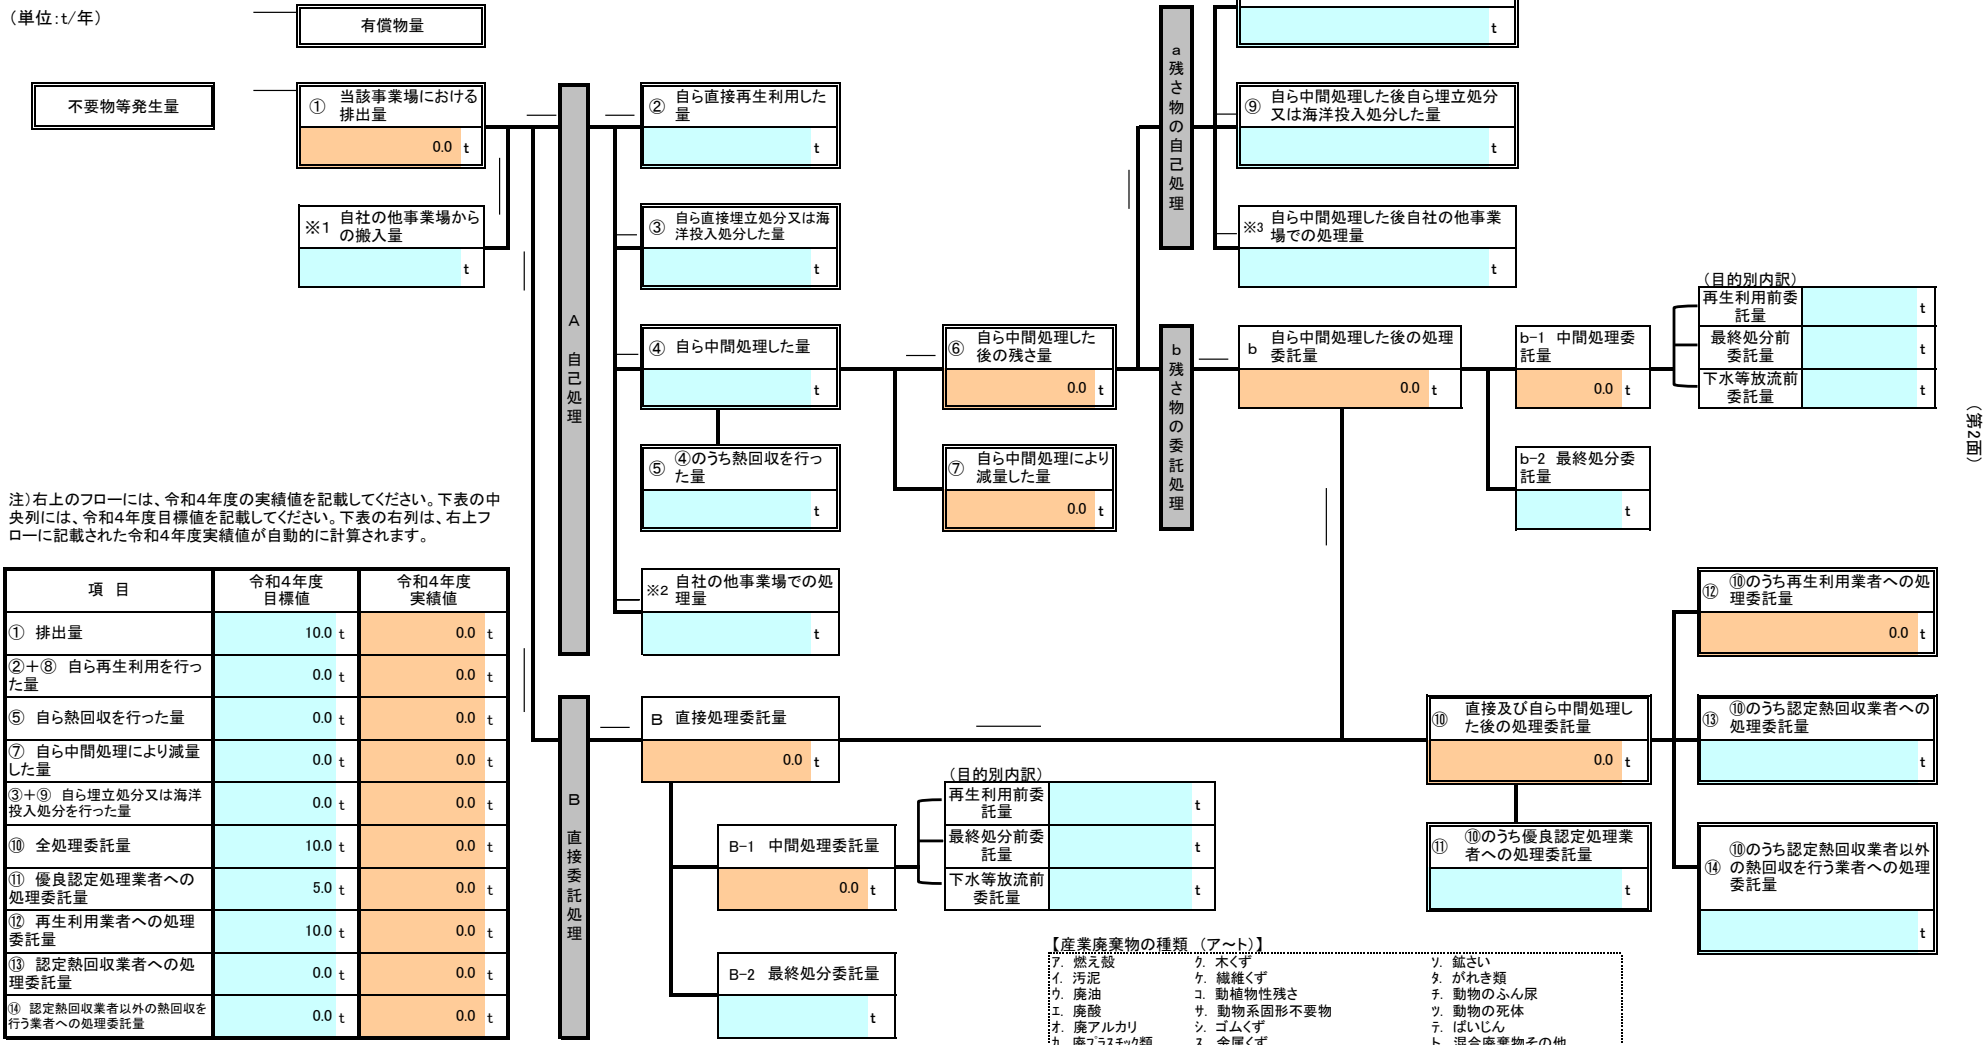 （単位:t/年）
有償物量
不要物等発生量
① 当該事業場における
排出量
0.0 t
※1 自社の他事業場から
の搬入量
t
A 自己処理
② 自ら直接再生利用した
量
t
③ 自ら直接埋立処分又は海
洋投入処分した量
t
④ 自ら中間処理した量
t
⑤ ④のうち熱回収を行っ
た量
t
※2 自社の他事業場での処
理量
t
⑥ 自ら中間処理した
後の残さ量
0.0 t
⑦ 自ら中間処理により
減量した量
0.0 t
a 残さ物の自己処理
t
⑨ 自ら中間処理した後自ら埋立処分
又は海洋投入処分した量
t
※3 自ら中間処理した後自社の他事業
場での処理量
t
b 残さ物の委託処理
b 自ら中間処理した後の処理
委託量
0.0 t
b-1 中間処理委
託量
0.0 t
b-2 最終処分委
託量
t
（目的別内訳）
再生利用前委
託量
t
最終処分前
委託量
t
下水等放流前
委託量
t
（第2面）
注）右上のフローには、令和4年度の実績値を記載してください。下表の中
央列には、令和4年度目標値を記載してください。下表の右列は、右上フ
ローに記載された令和4年度実績値が自動的に計算されます。
項 目 令和4年度
目標値 令和4年度
実績値
① 排出量 10.0 t 0.0 t
②＋⑧ 自ら再生利用を行っ
た量 0.0 t 0.0 t
⑤ 自ら熱回収を行った量 0.0 t 0.0 t
⑦ 自ら中間処理により減量
した量 0.0 t 0.0 t
③＋⑨ 自ら埋立処分又は海洋
投入処分を行った量 0.0 t 0.0 t
⑩ 全処理委託量 10.0 t 0.0 t
⑪ 優良認定処理業者への
処理委託量 5.0 t 0.0 t
⑫ 再生利用業者への処理
委託量 10.0 t 0.0 t
⑬ 認定熱回収業者への処
理委託量 0.0 t 0.0 t
⑭ 認定熱回収業者以外の熱回収を
行う業者への処理委託量 0.0 t 0.0 t
B 直接委託処理
B 直接処理委託量
0.0 t
B-1 中間処理委託量
0.0 t
B-2 最終処分委託量
t
（目的別内訳）
再生利用前委
託量
t
最終処分前委
託量
t
下水等放流前
委託量
t
⑩ 直接及び自ら中間処理し
た後の処理委託量
0.0 t
⑪ ⑩のうち優良認定処理業
者への処理委託量
t
⑫ ⑩のうち再生利用業者への処
理委託量
0.0 t
⑬ ⑩のうち認定熱回収業者への
処理委託量
t
⑭ ⑩のうち認定熱回収業者以外
の熱回収を行う業者への処理
委託量
t
【産業廃棄物の種類 （ア～ト）】
ア. 燃え殻 ク. 木くず ソ. 鉱さい
イ. 汚泥 ケ. 繊維くず タ. がれき類
ウ. 廃油 コ. 動植物性残さ チ. 動物のふん尿
エ. 廃酸 サ. 動物系固形不要物 ツ. 動物の死体
オ. 廃アルカリ シ. ゴムくず テ. ばいじん
カ. 廃プラスチック類 ス. 金属くず ト. 混合廃棄物その他